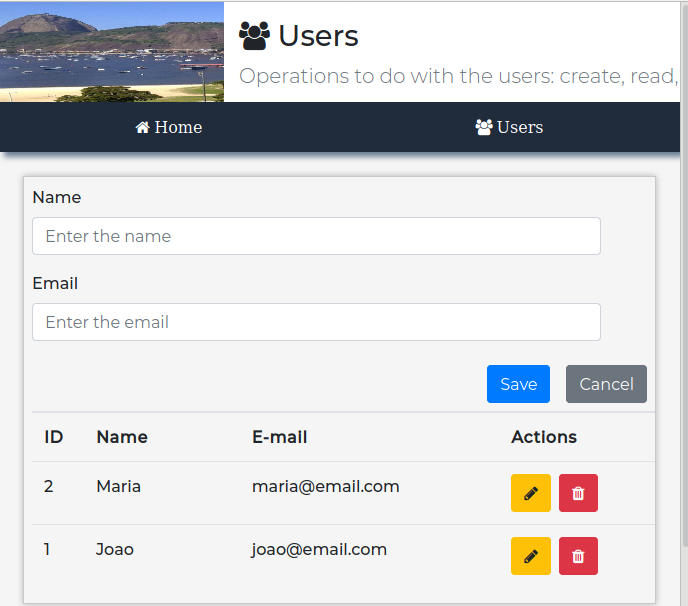 Users
Operations to do with the users: create, read,
Home Users
Name
Enter the name
Email
Enter the email
Save Cancel
ID Name E-mail Actions
2 Maria maria@email.com
1 Joao joao@email.com